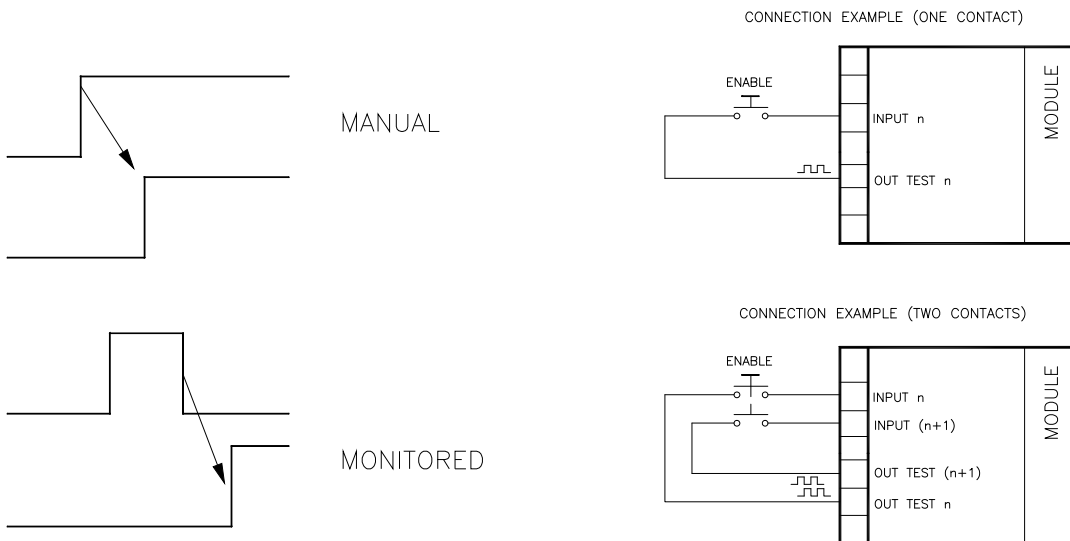 MANUAL
MONITORED
CONNECTION EXAMPLE (ONE CONTACT)
ENABLE
INPUT n
OUT TEST n
MODULE
CONNECTION EXAMPLE (TWO CONTACTS)
ENABLE
INPUT n
INPUT (n+1)
OUT TEST (n+1)
OUT TEST n
MODULE